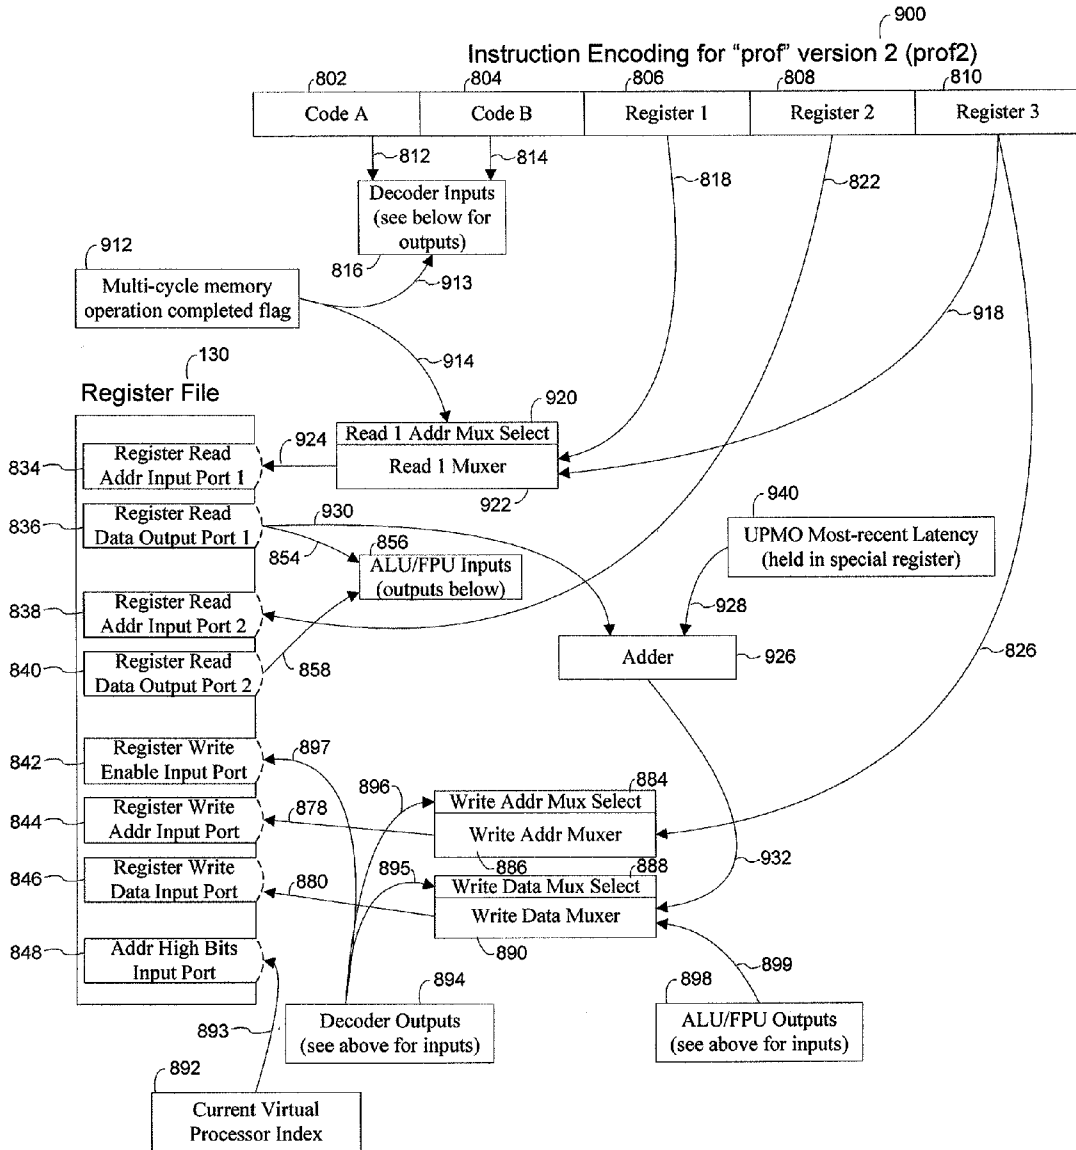 900
Instruction Encoding for "prof" version 2 (prof2)
802
804
806
808
810
Code A
Code B
Register 1
Register 2
Register 3
812
814
818
822
Decoder Inputs
(see below for
outputs)
816
912
913
Multi-cycle memory
operation completed flag
918
914
130
Register File
920
Read 1 Addr Mux Select
Read 1 Muxer
922
924
834
Register Read
Addr Input Port 1
836
Register Read
Data Output Port 1
930
854
856
ALU/FPU Inputs
(outputs below)
940
UPMO Most-recent Latency
(held in special register)
928
838
Register Read
Addr Input Port 2
840
Register Read
Data Output Port 2
858
Adder
926
826
842
Register Write
Enable Input Port
897
896
884
Write Addr Mux Select
Write Addr Muxer
886
844
Register Write
Addr Input Port
878
932
895
888
Write Data Mux Select
Write Data Muxer
890
846
Register Write
Data Input Port
880
848
Addr High Bits
Input Port
899
894
Decoder Outputs
(see above for inputs)
898
ALU/FPU Outputs
(see above for inputs)
893
892
Current Virtual
Processor Index